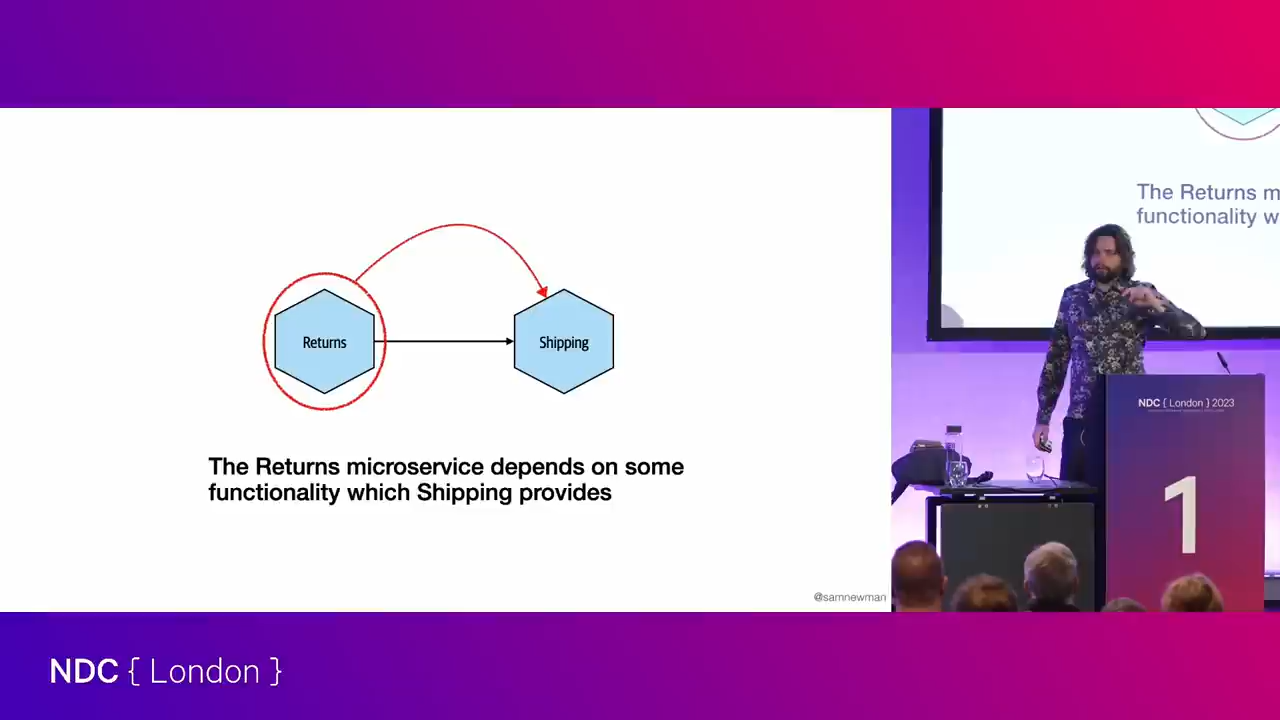 Returns
Shipping
The Returns microservice depends on some
functionality which Shipping provides
@samnewman
The Returns m
functionality w
NDC { London } 2023
1
NDC { London }